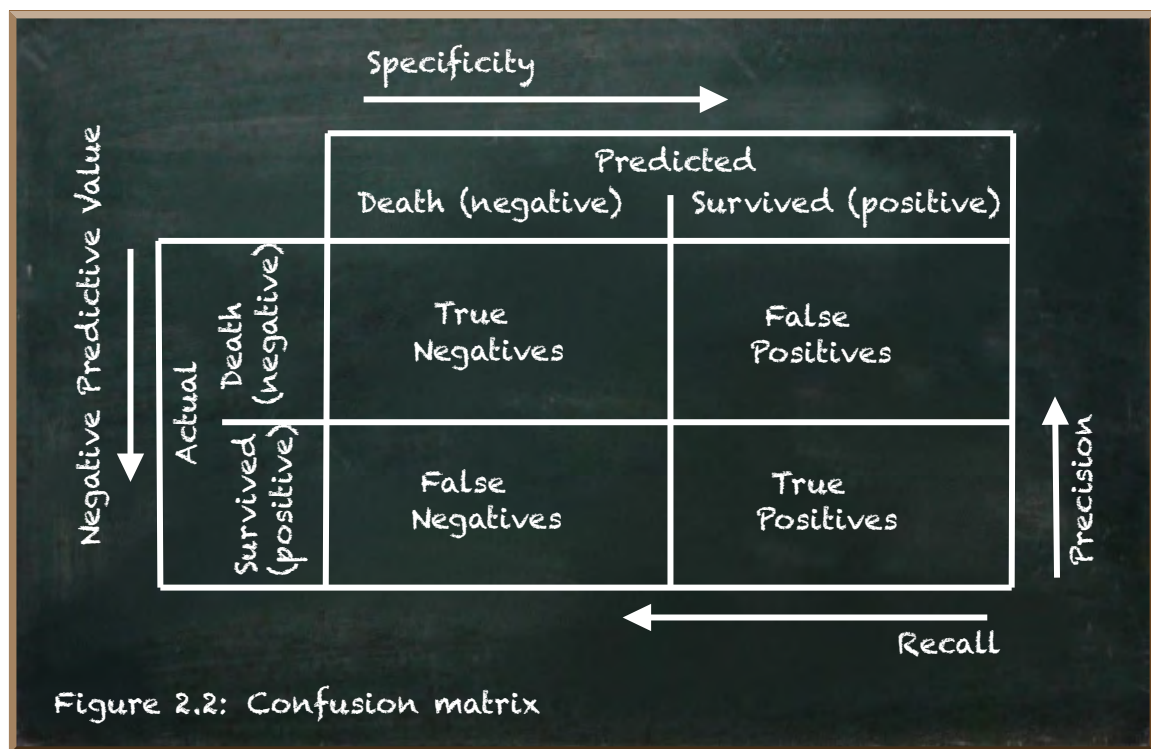 Specificity
Negative Predictive Value
Predicted
Death (negative)
Survived (positive)
Actual
Death
(negative)
True
Negatives
False
Positives
Survived
(positive)
False
Negatives
True
Positives
Precision
Recall
Figure 2.2: Confusion matrix